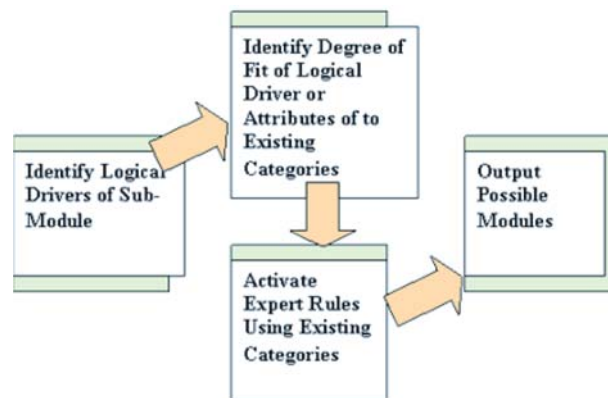 Identify Logical
Drivers of Sub-
Module
Identify Degree of
Fit of Logical
Driver or
Attributes of to
Existing
Categories
Activate
Expert Rules
Using Existing
Categories
Output
Possible
Modules